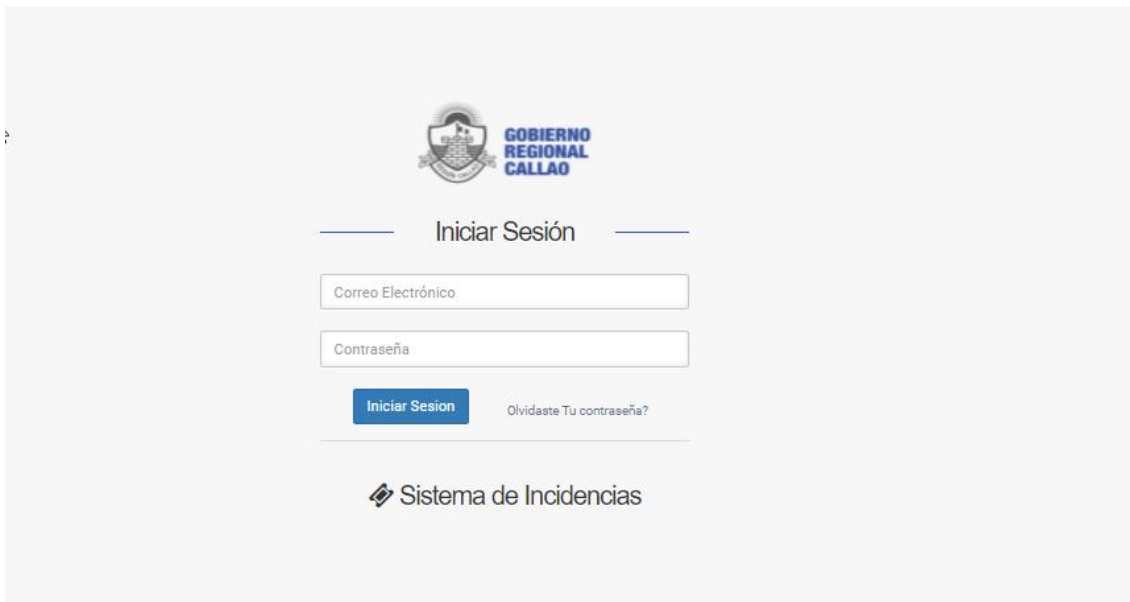 GOBIERNO
REGIONAL
CALLAO
Iniciar Sesión
Correo Electrónico
Contraseña
Iniciar Sesion
Olvidaste Tu contraseña?
Sistema de Incidencias